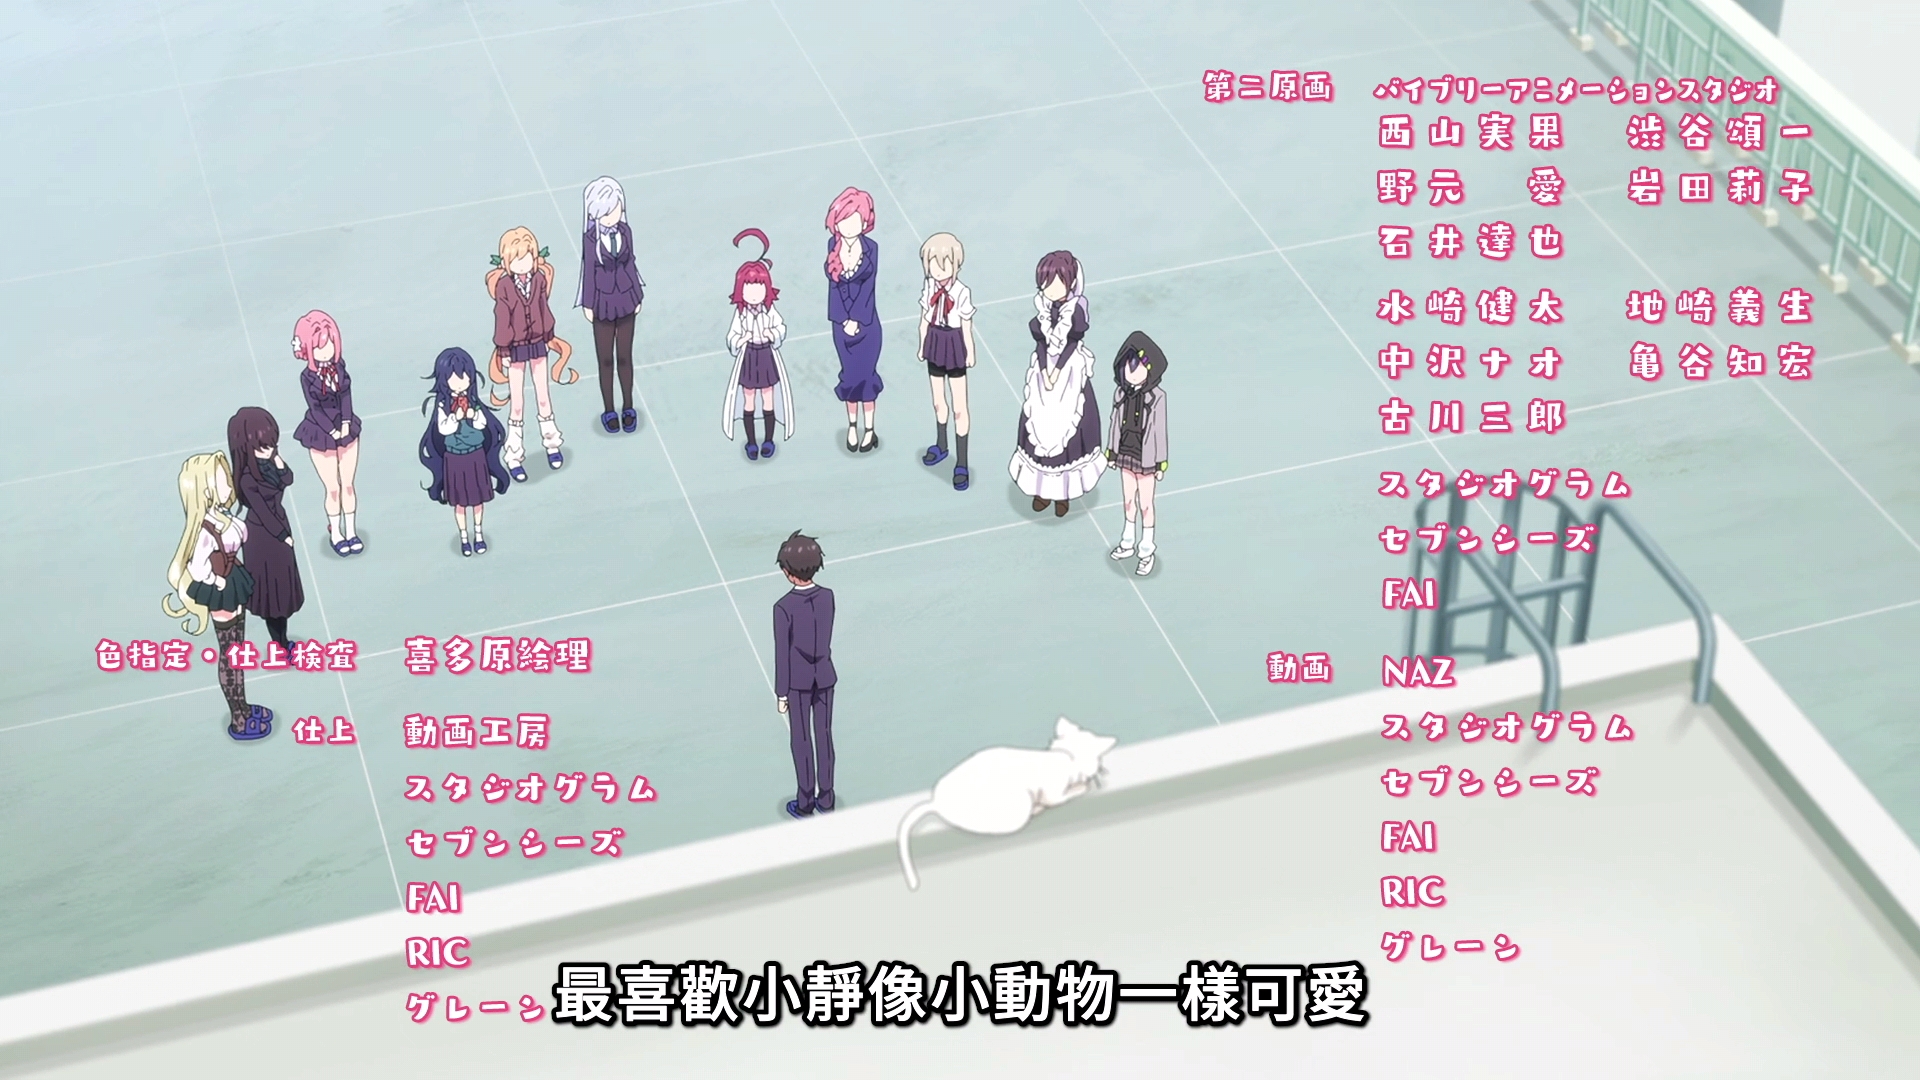 第二原画 バイブリーアニメーションスタジオ
西山実果 渋谷頌一
野元 愛 岩田莉子
石井達也
水崎健太 地崎義生
中沢ナオ 亀谷知宏
古川三郎
スタジオグラム
セブンシーズ
FAI
動画 NAZ
スタジオグラム
セブンシーズ
FAI
RIC
グレーン
色指定・仕上検査 喜多原絵理
仕上 動画工房
スタジオグラム
セブンシーズ
FAI
RIC
グレーン
最喜歡小靜像小動物一樣可愛